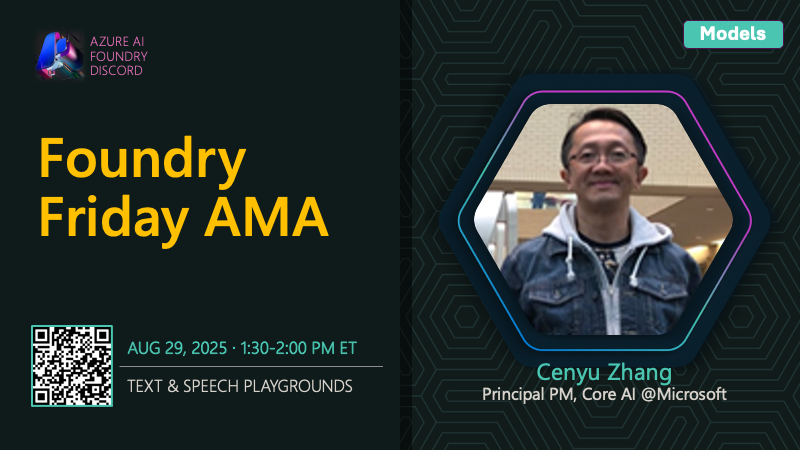 AZURE AI
FOUNDRY
DISCORD
Models
Foundry
Friday AMA
AUG 29, 2025 · 1:30-2:00 PM ET
TEXT & SPEECH PLAYGROUNDS
Cenyu Zhang
Principal PM, Core AI @Microsoft